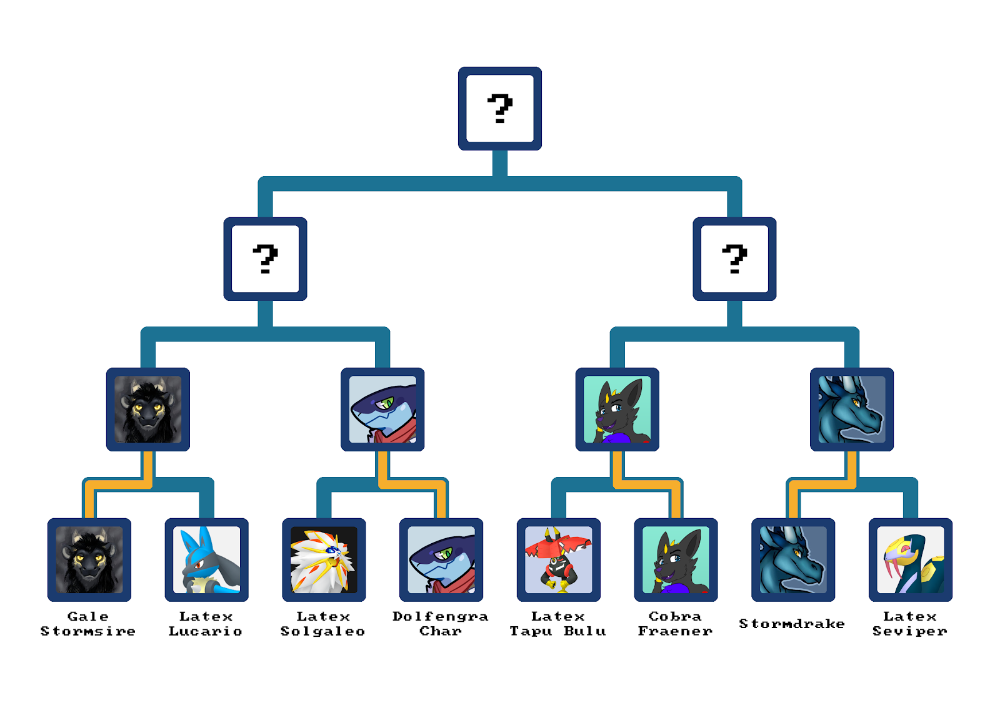 ?
?
?
Gale
Stormsire
Latex
Lucario
Latex
Solgaleo
Dolfengra
Char
Latex
Tapu Bulu
Cobra
Fraener
Stormdrake
Latex
Seviper